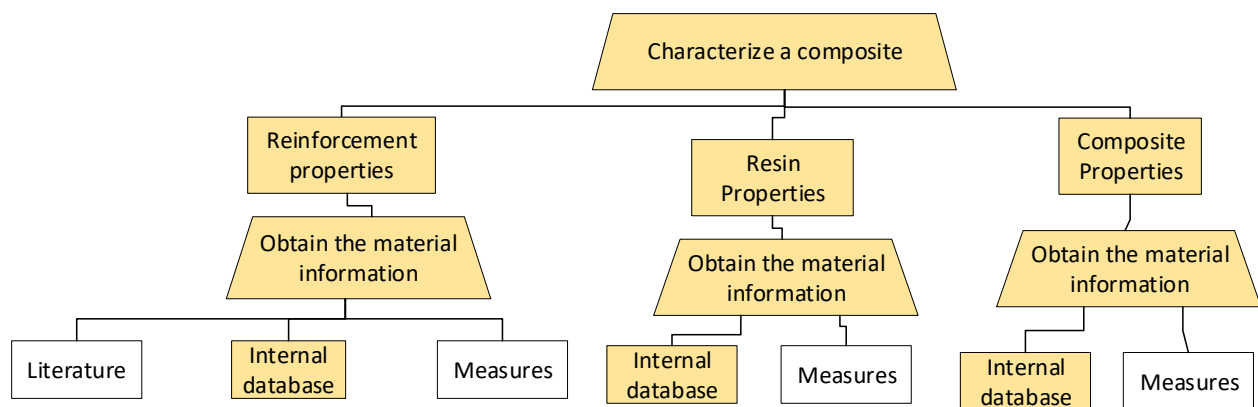 Characterize a composite
Reinforcement
properties
Resin
Properties
Composite
Properties
Obtain the material
information
Obtain the material
information
Obtain the material
information
Literature
Internal
database
Measures
Internal
database
Measures
Internal
database
Measures